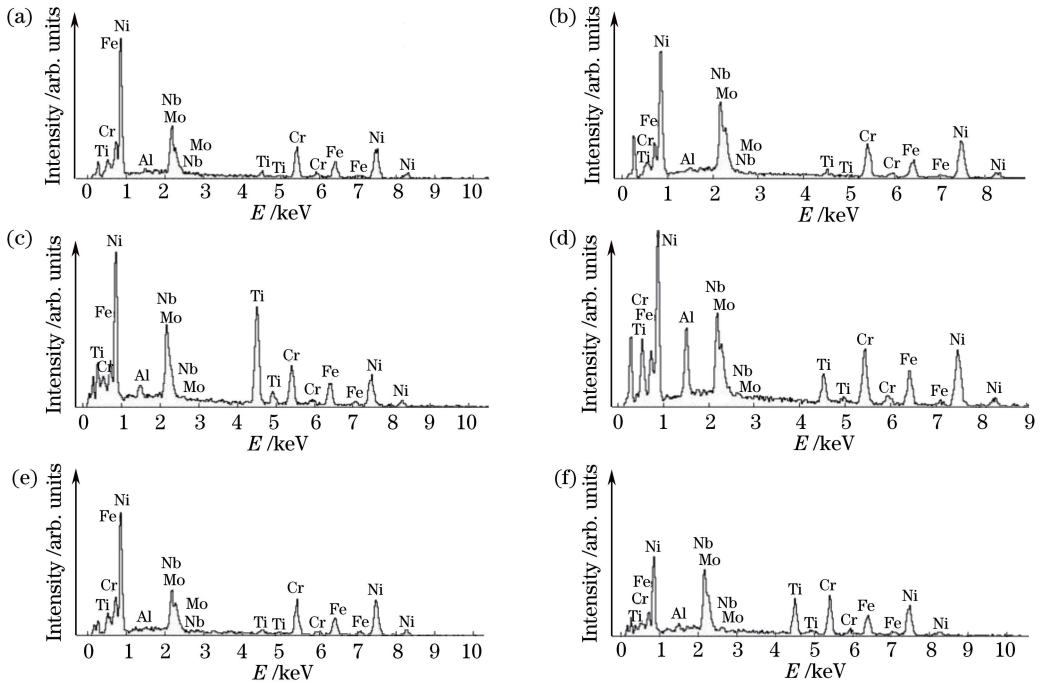 (a)
Intensity /arb. units
Ni
Fe
Cr
Ti
Al
Nb
Mo
Mo
Nb
Ti
Ti
Cr
Cr
Fe
Fe
Ni
Ni
0 1 2 3 4 5 6 7 8 9 10
E /keV
(b)
Intensity /arb. units
Ni
Fe
Cr
Ti
Al
Nb
Mo
Mo
Nb
Ti
Ti
Cr
Cr
Fe
Fe
Ni
Ni
0 1 2 3 4 5 6 7 8
E /keV
(c)
Intensity /arb. units
Ni
Fe
Ti
Cr
Al
Nb
Mo
Nb
Mo
Ti
Ti
Cr
Cr
Fe
Fe
Ni
Ni
0 1 2 3 4 5 6 7 8 9 10
E /keV
(d)
Intensity /arb. units
Ni
Cr
Fe
Ti
Al
Nb
Mo
Nb
Mo
Ti
Ti
Cr
Cr
Fe
Fe
Ni
Ni
0 1 2 3 4 5 6 7 8 9
E /keV
(e)
Intensity /arb. units
Ni
Fe
Cr
Ti
Al
Nb
Mo
Mo
Nb
Ti
Ti
Cr
Cr
Fe
Fe
Ni
Ni
0 1 2 3 4 5 6 7 8 9 10
E /keV
(f)
Intensity /arb. units
Ni
Fe
Cr
Ti
Al
Nb
Mo
Nb
Mo
Ti
Ti
Cr
Cr
Fe
Fe
Ni
Ni
0 1 2 3 4 5 6 7 8 9 10
E /keV